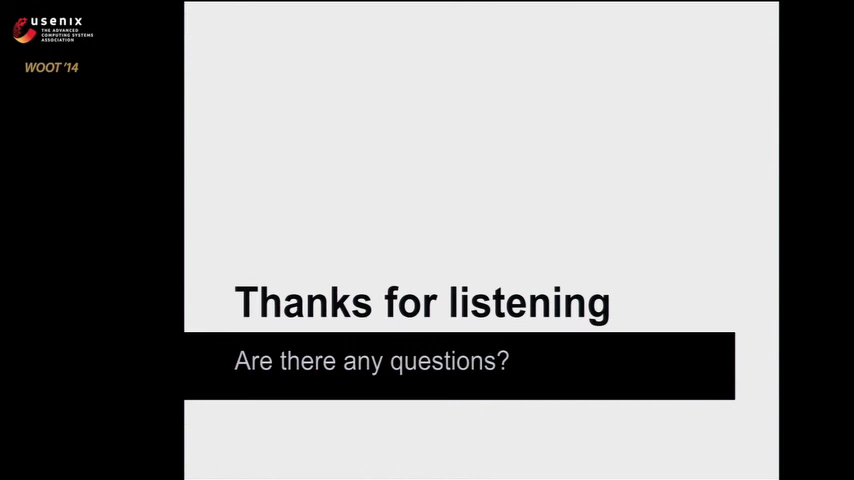 usenix
THE ADVANCED
COMPUTING SYSTEMS
ASSOCIATION
WOOT '14
Thanks for listening
Are there any questions?